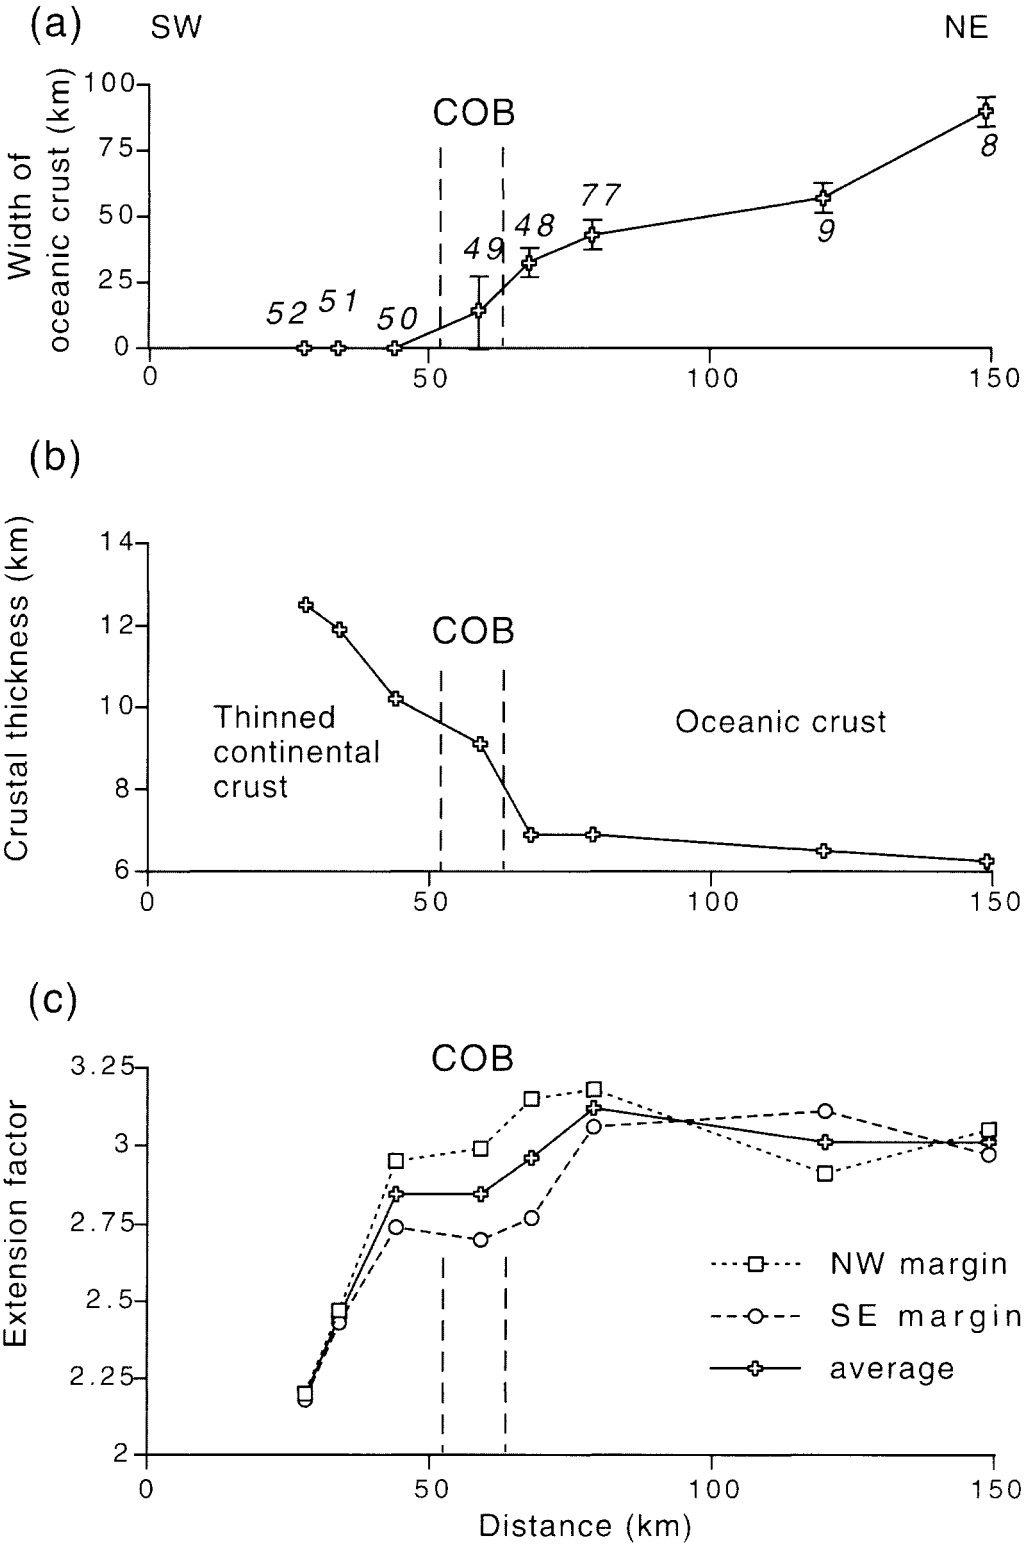 (a)
SW
NE
Width of
oceanic crust (km)
100
75
50
25
0
COB
52
51
50
49
48
77
9
8
0
50
100
150
(b)
Crustal thickness (km)
14
12
10
8
6
COB
Thinned
continental
crust
Oceanic crust
0
50
100
150
(c)
Extension factor
3.25
3
2.75
2.5
2.25
2
COB
NW margin
SE margin
average
0
50
100
150
Distance (km)